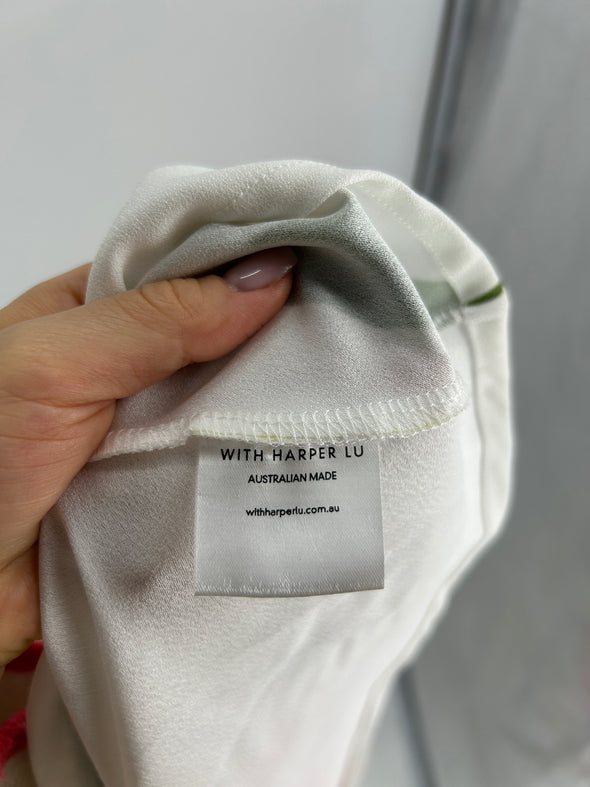 WITH HARPER LU
AUSTRALIAN MADE
withharperlu.com.au